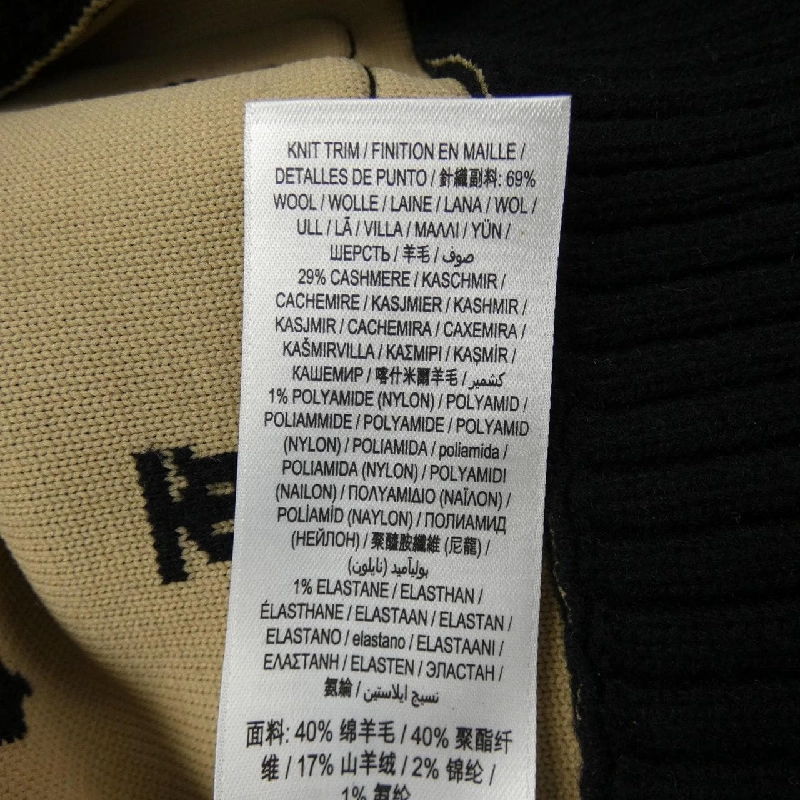 KNIT TRIM / FINITION EN MAILLE /
DETALLES DE PUNTO / 針織副料: 69%
WOOL / WOLLE / LAINE / LANA / WOL /
ULL / LÃ / VILLA / ΜΑΛΛΙ / YÜN /
ШЕРСТЬ / 羊毛 / صوف
29% CASHMERE / KASCHMIR /
CACHEMIRE / KASJMIER / KASHMIR /
KASJMIR / CACHEMIRA / CAXEMIRA /
KAŠMIRVILLA / ΚΑΣΜΙΡΙ / KAŞMİR /
КАШЕМИР / 喀什米爾羊毛 / كشمير
1% POLYAMIDE (NYLON) / POLYAMID /
POLIAMMIDE / POLYAMIDE / POLYAMID
(NYLON) / POLIAMIDA / poliamida /
POLIAMIDA (NYLON) / POLYAMIDI
(NAILON) / ΠΟΛΥΑΜΙΔΙΟ (ΝΑΪΛΟΝ) /
POLİAMİD (NAYLON) / ПОЛИАМИД
(НЕЙЛОН) / 聚醯胺纖維 (尼龍) /
بولياميد (نايلون)
1% ELASTANE / ELASTHAN /
ÉLASTHANE / ELASTAAN / ELASTAN /
ELASTANO / elastano / ELASTAANI /
ΕΛΑΣΤΑΝΗ / ELASTEN / ЭЛАСТАН /
氨綸 / نسيج ايلاستين
面料: 40% 绵羊毛 / 40% 聚酯纤
维 / 17% 山羊绒 / 2% 锦纶 /
1% 氨纶